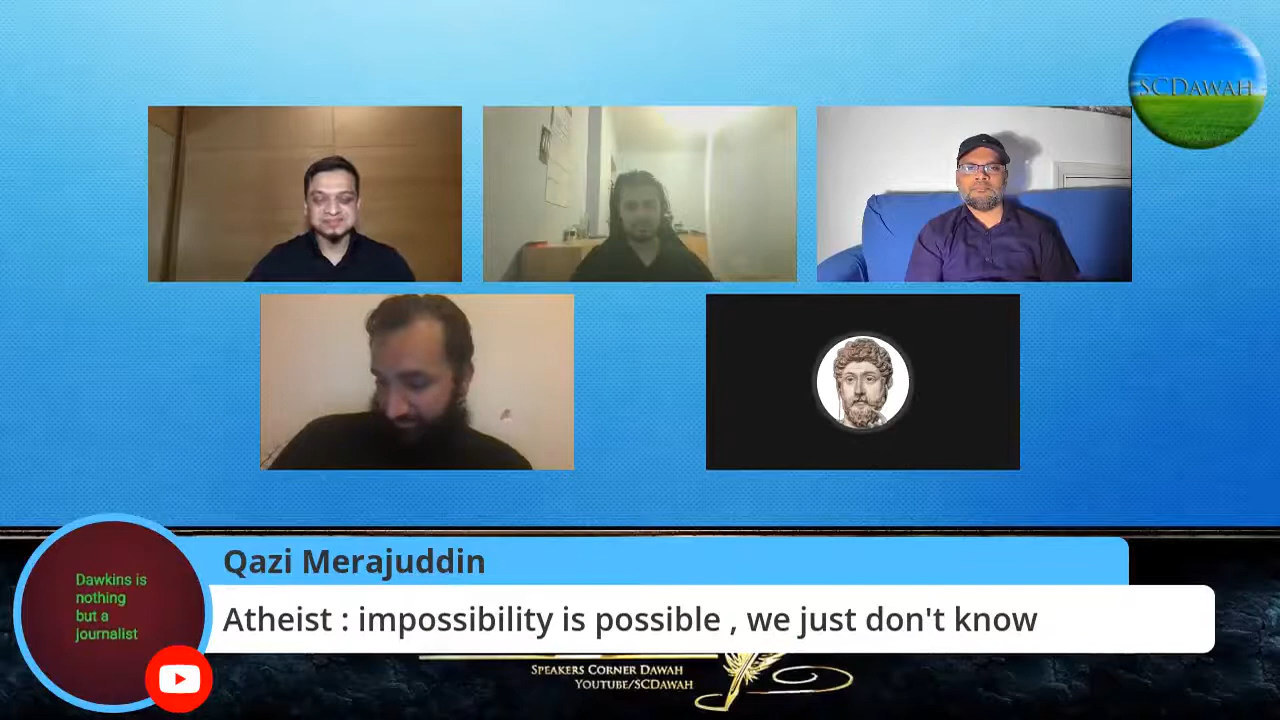 SCDAWAH
Dawkins is
nothing
but a
journalist
Qazi Merajuddin
Atheist : impossibility is possible , we just don't know
SPEAKERS CORNER DAWAH
YOUTUBE/SCDAWAH